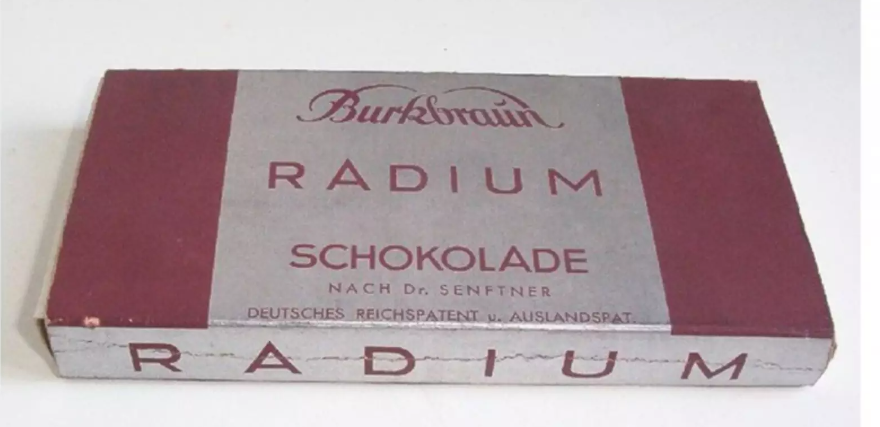 Burkbraun
RADIUM
SCHOKOLADE
NACH Dr. SENFTNER
DEUTSCHES REICHSPATENT u. AUSLANDSPAT.
RADIUM